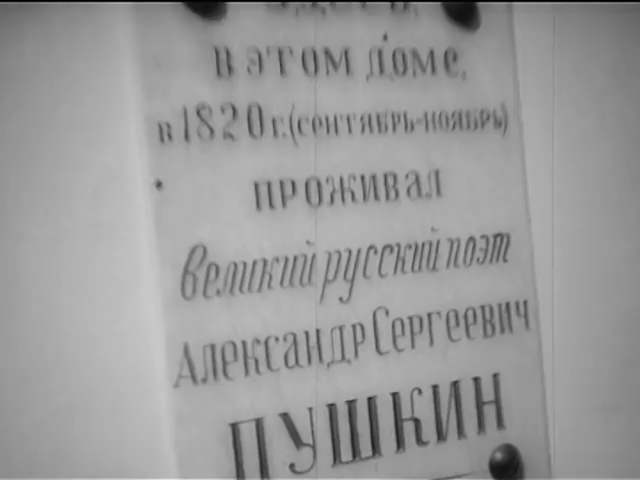 в этом доме,
в 1820 г. (сентябрь-ноябрь)
проживал
великий русский поэт
Александр Сергеевич
ПУШКИН